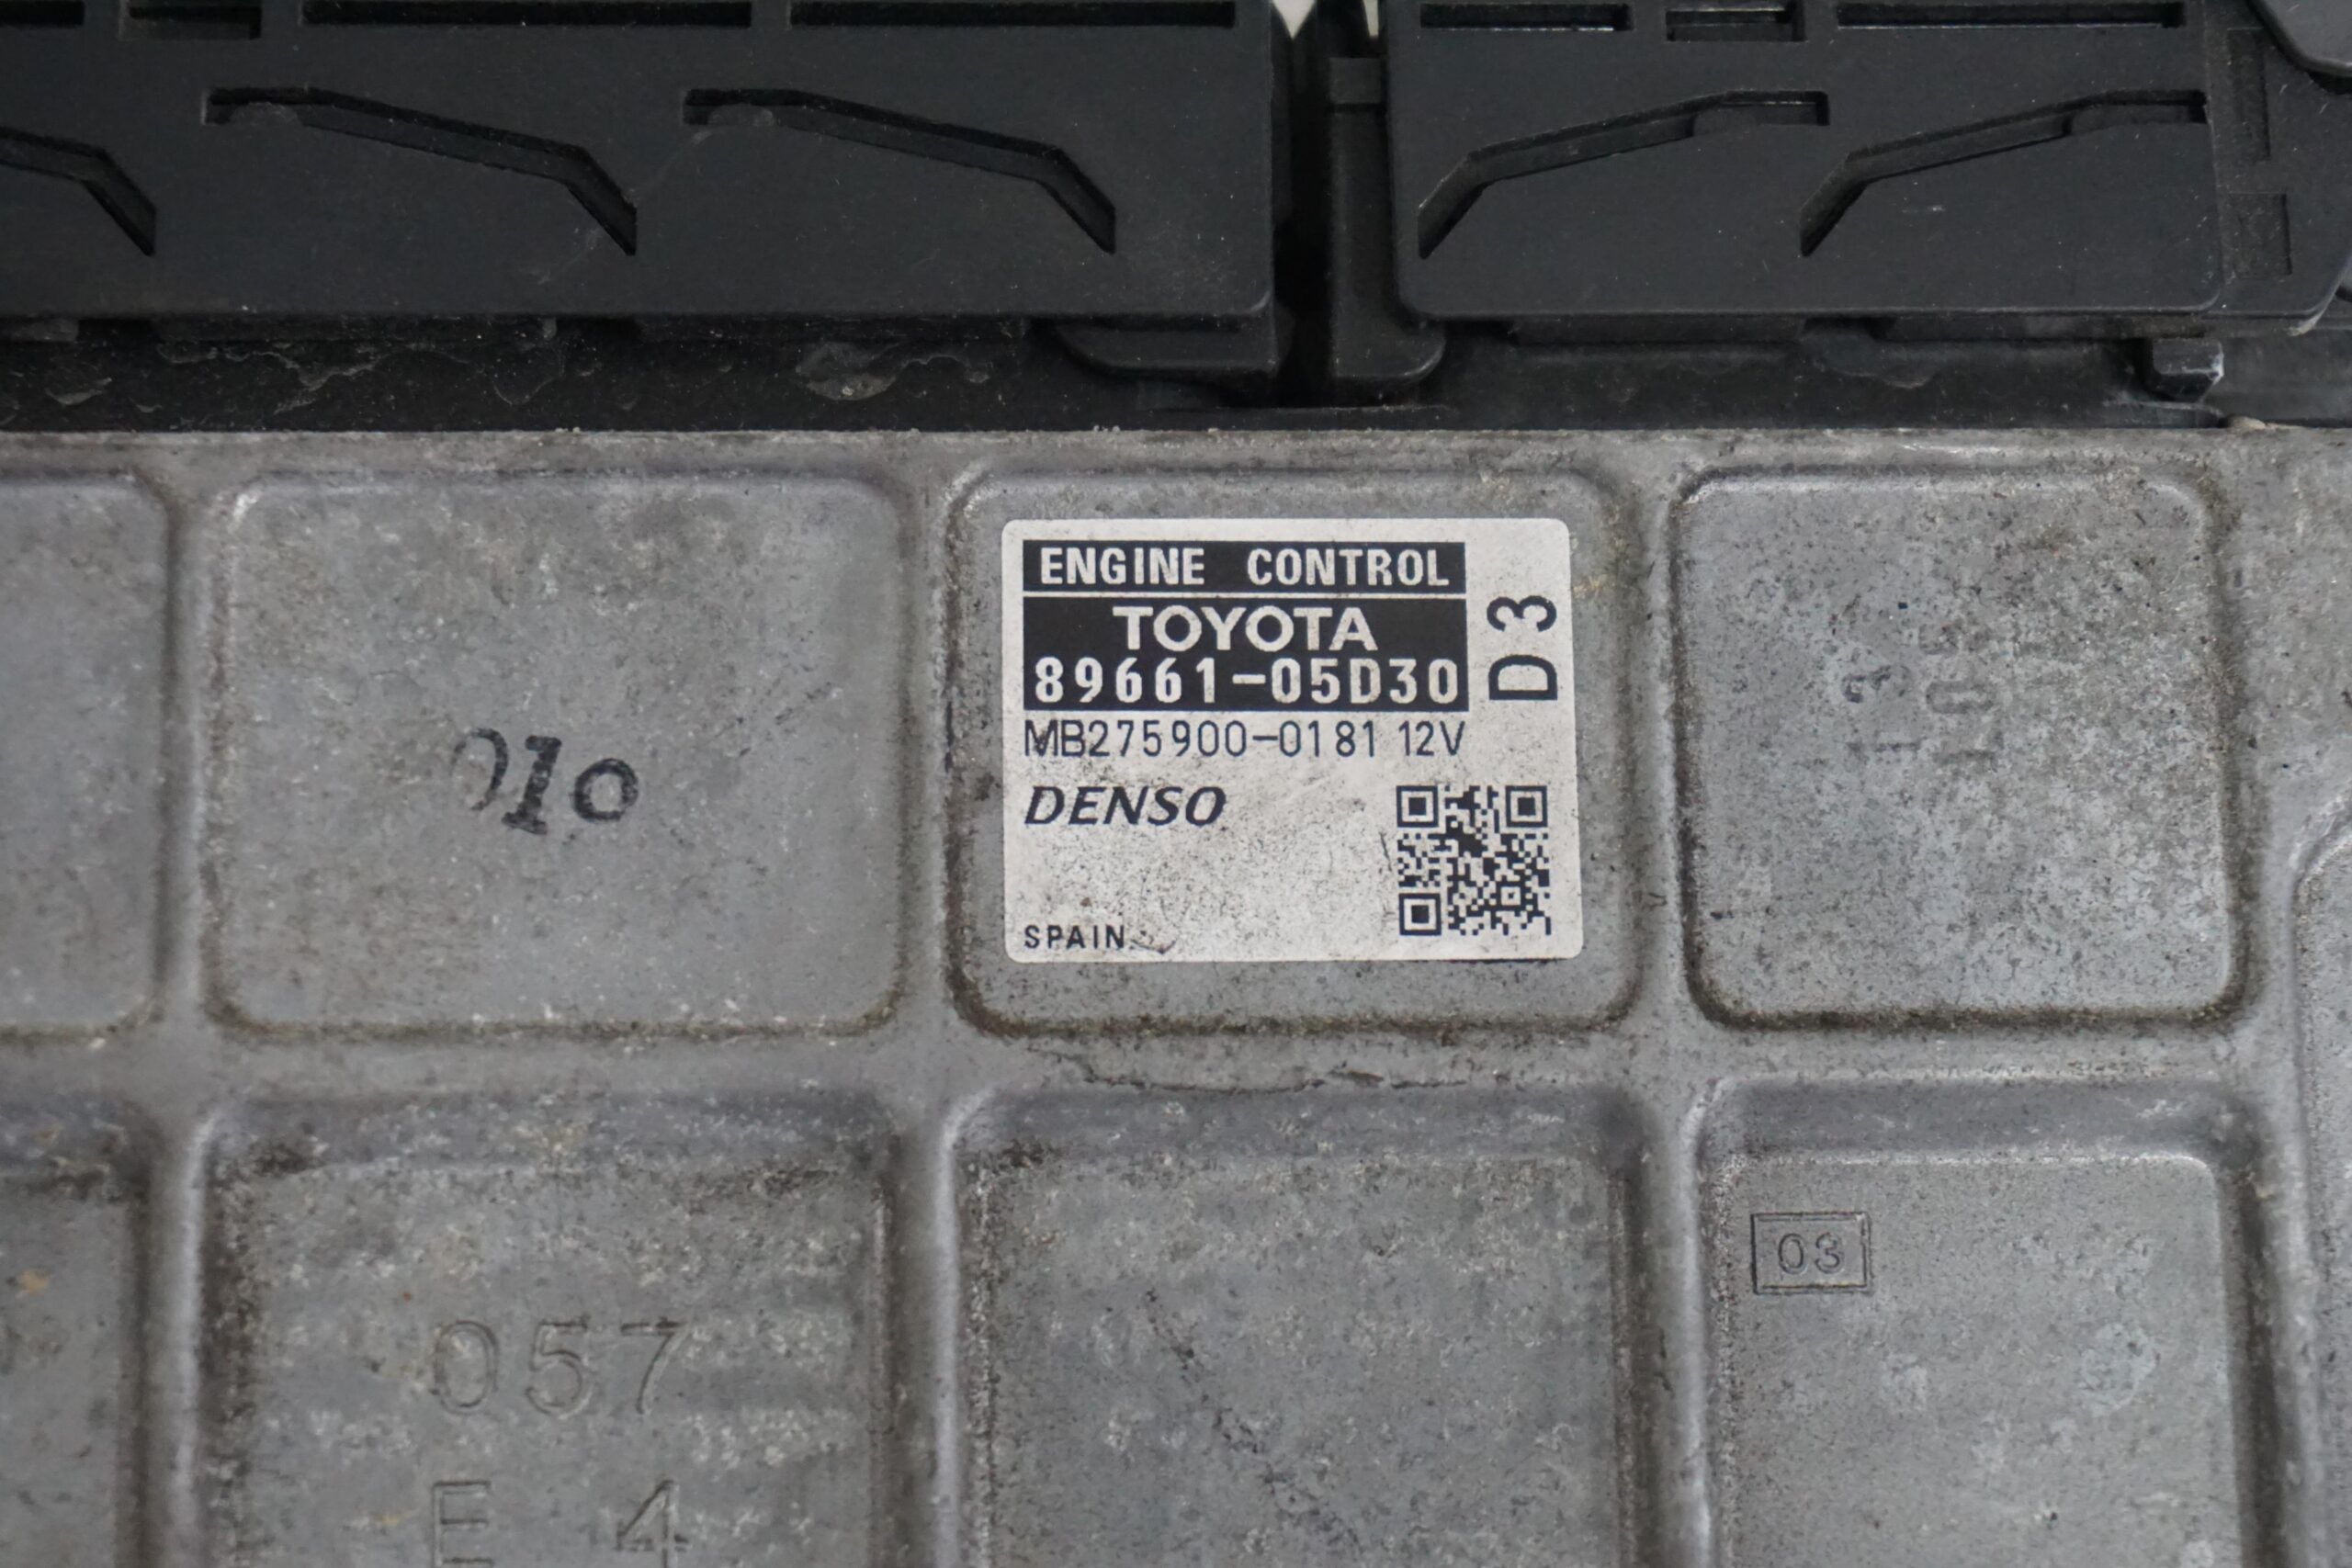 ENGINE CONTROL
TOYOTA
89661-05D30
D3
MB275900-0181 12V
DENSO
SPAIN
010
03
057
E 4